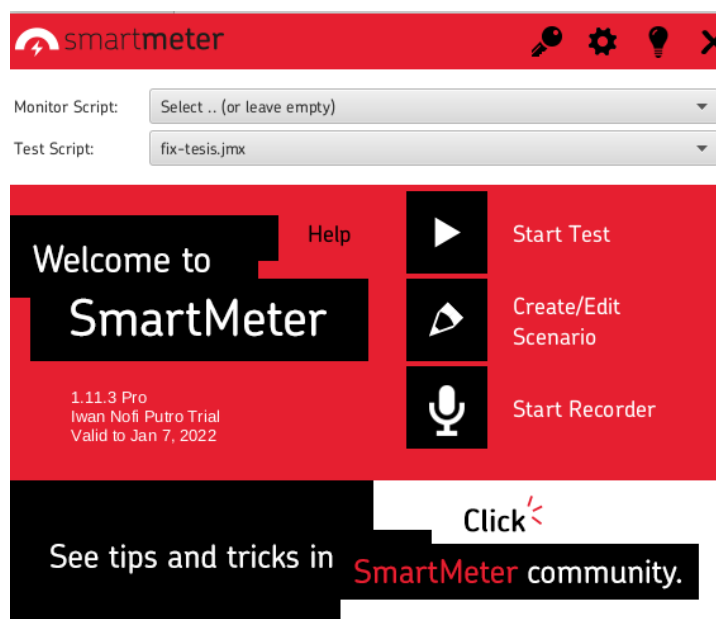 smartmeter
Monitor Script: Select .. (or leave empty)
Test Script: fix-tesis.jmx
Welcome to
SmartMeter
Help
1.11.3 Pro
Iwan Nofi Putro Trial
Valid to Jan 7, 2022
Start Test
Create/Edit
Scenario
Start Recorder
See tips and tricks in
Click
SmartMeter community.